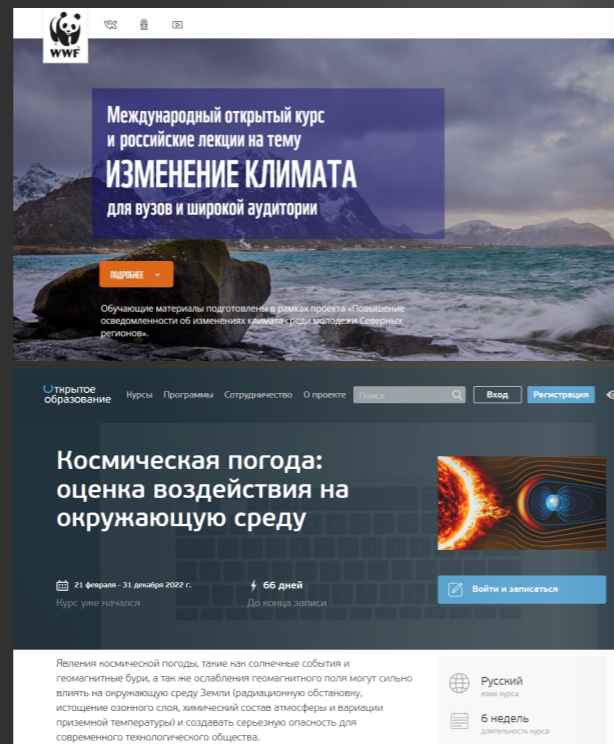 WWF
Международный открытый курс
и российские лекции на тему
ИЗМЕНЕНИЕ КЛИМАТА
для вузов и широкой аудитории
ПОДРОБНЕЕ
Обучающие материалы подготовлены в рамках проекта «Повышение
осведомленности об изменениях климата среди молодежи Северных
регионов».
Открытое
образование
Курсы Программы Сотрудничество О проекте Поиск Вход Регистрация
Космическая погода:
оценка воздействия на
окружающую среду
21 февраля - 31 декабря 2022 г.
Курс уже начался
66 дней
До конца записи
Войти и записаться
Явления космической погоды, такие как солнечные события и
геомагнитные бури, а так же ослабления геомагнитного поля могут сильно
влиять на окружающую среду Земли (радиационную обстановку,
истощение озонного слоя, химический состав атмосферы и вариации
приземной температуры) и создавать серьезную опасность для
современного технологического общества.
Русский
язык курса
6 недель
длительность курса